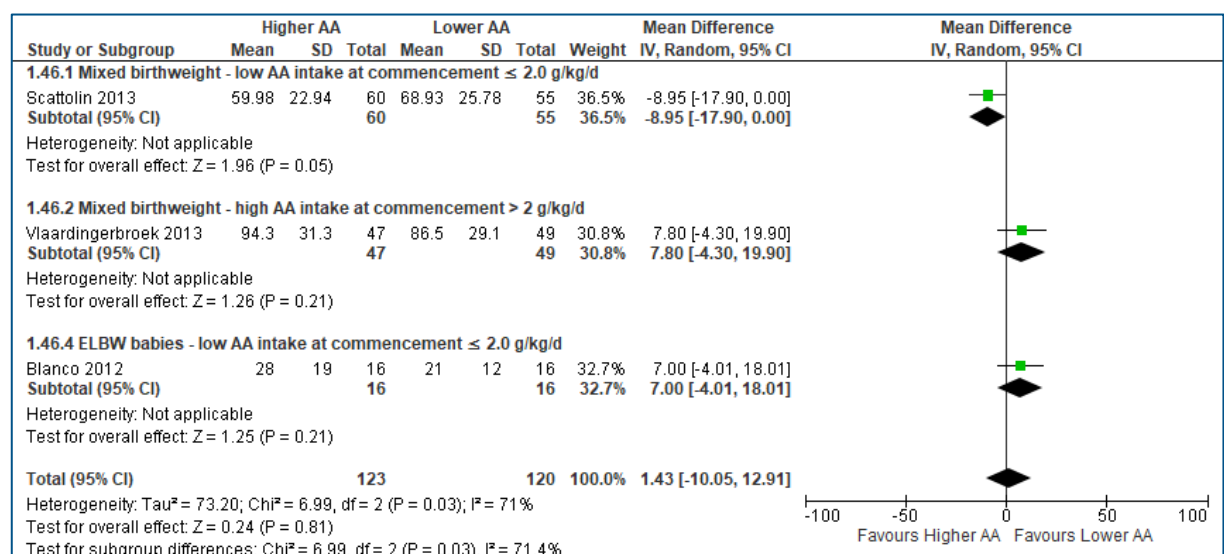 Higher AA Lower AA Mean Difference Mean Difference
Study or Subgroup Mean SD Total Mean SD Total Weight IV, Random, 95% CI IV, Random, 95% CI
1.46.1 Mixed birthweight - low AA intake at commencement ≤ 2.0 g/kg/d
Scattolin 2013 59.98 22.94 60 68.93 25.78 55 36.5% -8.95 [-17.90, 0.00]
Subtotal (95% CI) 60 55 36.5% -8.95 [-17.90, 0.00]
Heterogeneity: Not applicable
Test for overall effect: Z = 1.96 (P = 0.05)
1.46.2 Mixed birthweight - high AA intake at commencement > 2 g/kg/d
Vlaardingerbroek 2013 94.3 31.3 47 86.5 29.1 49 30.8% 7.80 [-4.30, 19.90]
Subtotal (95% CI) 47 49 30.8% 7.80 [-4.30, 19.90]
Heterogeneity: Not applicable
Test for overall effect: Z = 1.26 (P = 0.21)
1.46.4 ELBW babies - low AA intake at commencement ≤ 2.0 g/kg/d
Blanco 2012 28 19 16 21 12 16 32.7% 7.00 [-4.01, 18.01]
Subtotal (95% CI) 16 16 32.7% 7.00 [-4.01, 18.01]
Heterogeneity: Not applicable
Test for overall effect: Z = 1.25 (P = 0.21)
Total (95% CI) 123 120 100.0% 1.43 [-10.05, 12.91]
Heterogeneity: Tau² = 73.20; Chi² = 6.99, df = 2 (P = 0.03); I² = 71%
Test for overall effect: Z = 0.24 (P = 0.81)
Test for subgroup differences: Chi² = 6.99, df = 2 (P = 0.03), I² = 71.4%
-100 -50 0 50 100
Favours Higher AA Favours Lower AA